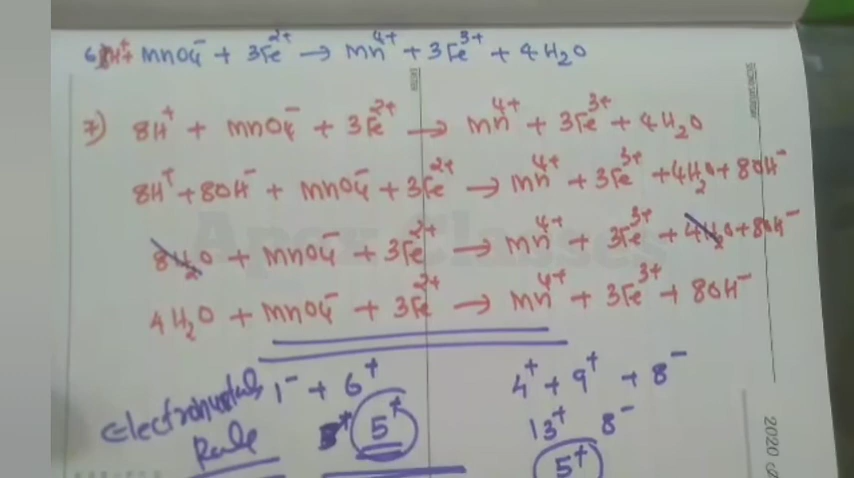 6) 8H⁺ + MnO₄⁻ + 3Fe²⁺ → Mn⁴⁺ + 3Fe³⁺ + 4H₂O
7) 8H⁺ + MnO₄⁻ + 3Fe²⁺ → Mn⁴⁺ + 3Fe³⁺ + 4H₂O
8H⁺ + 8OH⁻ + MnO₄⁻ + 3Fe²⁺ → Mn⁴⁺ + 3Fe³⁺ + 4H₂O + 8OH⁻
8H₂O + MnO₄⁻ + 3Fe²⁺ → Mn⁴⁺ + 3Fe³⁺ + 4H₂O + 8OH⁻
Apex Classes
4H₂O + MnO₄⁻ + 3Fe²⁺ → Mn⁴⁺ + 3Fe³⁺ + 8OH⁻
1⁻ + 6⁺ 4⁺ + 9⁺ + 8⁻
Rule 5⁺ 13⁺ 8⁻
5⁺
2020